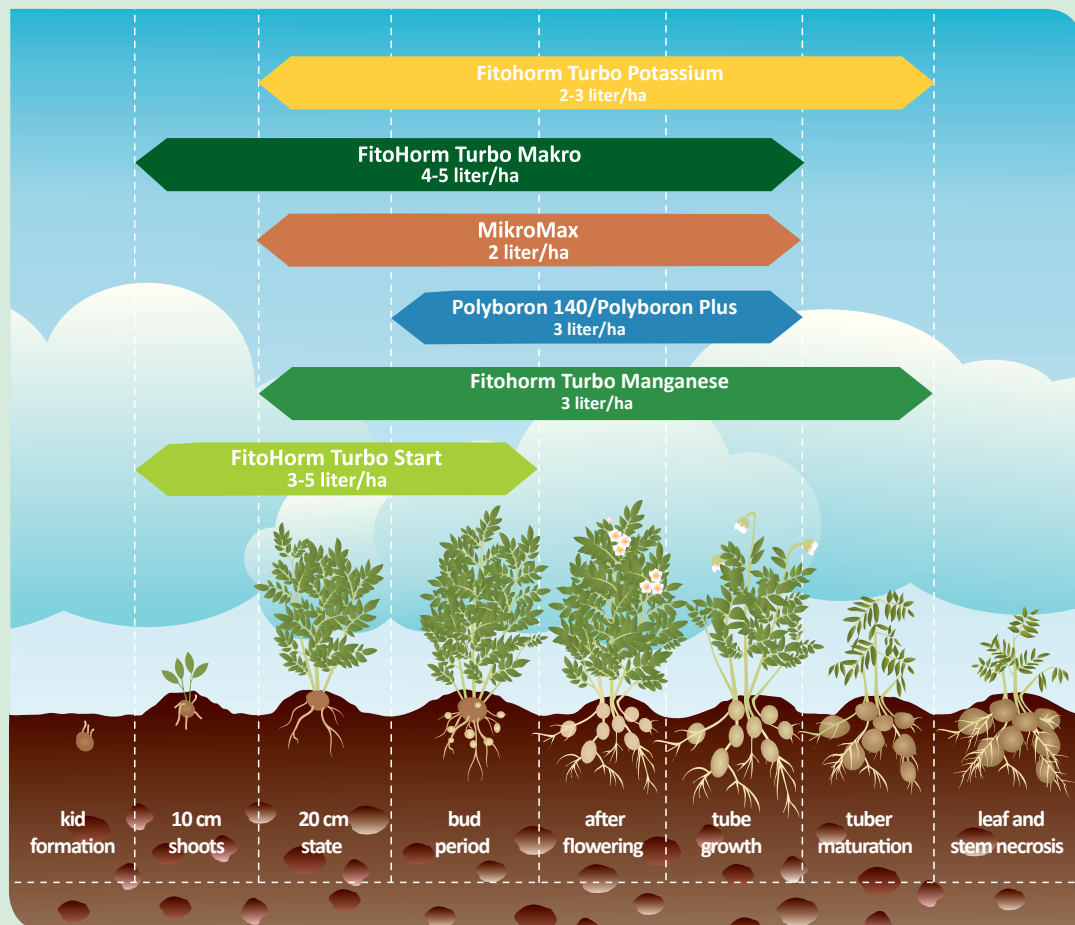 Fitohorm Turbo Potassium
2-3 liter/ha
FitoHorm Turbo Makro
4-5 liter/ha
MikroMax
2 liter/ha
Polyboron 140/Polyboron Plus
3 liter/ha
Fitohorm Turbo Manganese
3 liter/ha
FitoHorm Turbo Start
3-5 liter/ha
kid
formation
10 cm
shoots
20 cm
state
bud
period
after
flowering
tube
growth
tuber
maturation
leaf and
stem necrosis